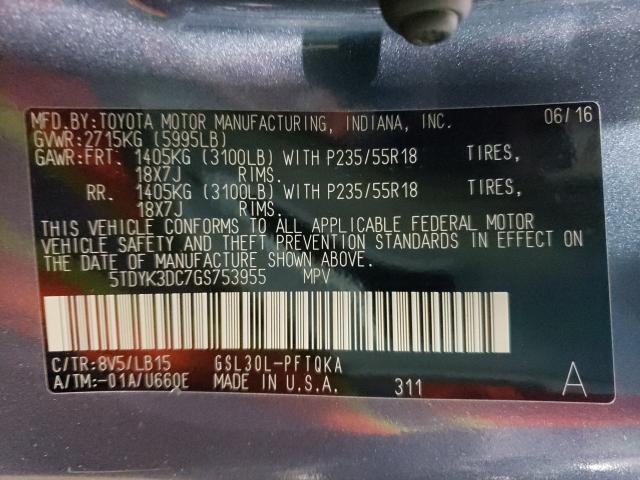 MFD.BY:TOYOTA MOTOR MANUFACTURING, INDIANA, INC. 06/16
GVWR:2715KG (5995LB)
GAWR:FRT. 1405KG (3100LB) WITH P235/55R18 TIRES,
18X7J RIMS.
RR. 1405KG (3100LB) WITH P235/55R18 TIRES,
18X7J RIMS.
THIS VEHICLE CONFORMS TO ALL APPLICABLE FEDERAL MOTOR
VEHICLE SAFETY AND THEFT PREVENTION STANDARDS IN EFFECT ON
THE DATE OF MANUFACTURE SHOWN ABOVE.
5TDYK3DC7GS753955 MPV
C/TR:8V5/LB15 GSL30L-PFTQKA
A/TM:-01A/U660E MADE IN U.S.A. 311 A